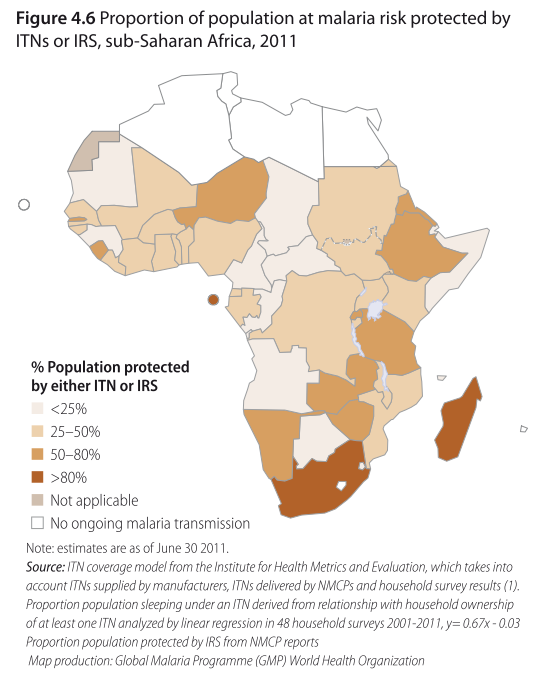 Figure 4.6 Proportion of population at malaria risk protected by
ITNs or IRS, sub-Saharan Africa, 2011
% Population protected
by either ITN or IRS
<25%
25–50%
50–80%
>80%
Not applicable
No ongoing malaria transmission
Note: estimates are as of June 30 2011.
Source: ITN coverage model from the Institute for Health Metrics and Evaluation, which takes into
account ITNs supplied by manufacturers, ITNs delivered by NMCPs and household survey results (1).
Proportion population sleeping under an ITN derived from relationship with household ownership
of at least one ITN analyzed by linear regression in 48 household surveys 2001-2011, y= 0.67x - 0.03
Proportion population protected by IRS from NMCP reports
Map production: Global Malaria Programme (GMP) World Health Organization